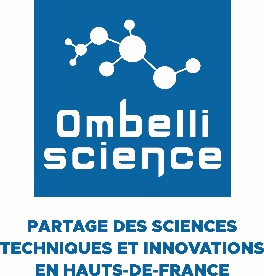 Ombelli
science
PARTAGE DES SCIENCES
TECHNIQUES ET INNOVATIONS
EN HAUTS-DE-FRANCE